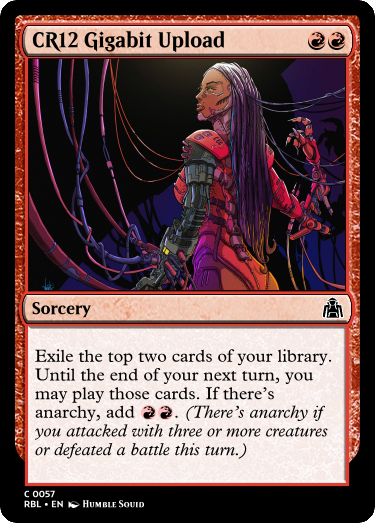 CR12 Gigabit Upload
Sorcery
Exile the top two cards of your library.
Until the end of your next turn, you
may play those cards. If there's
anarchy, add . (There's anarchy if
you attacked with three or more creatures
or defeated a battle this turn.)
C 0057
RBL • EN Humble Squid